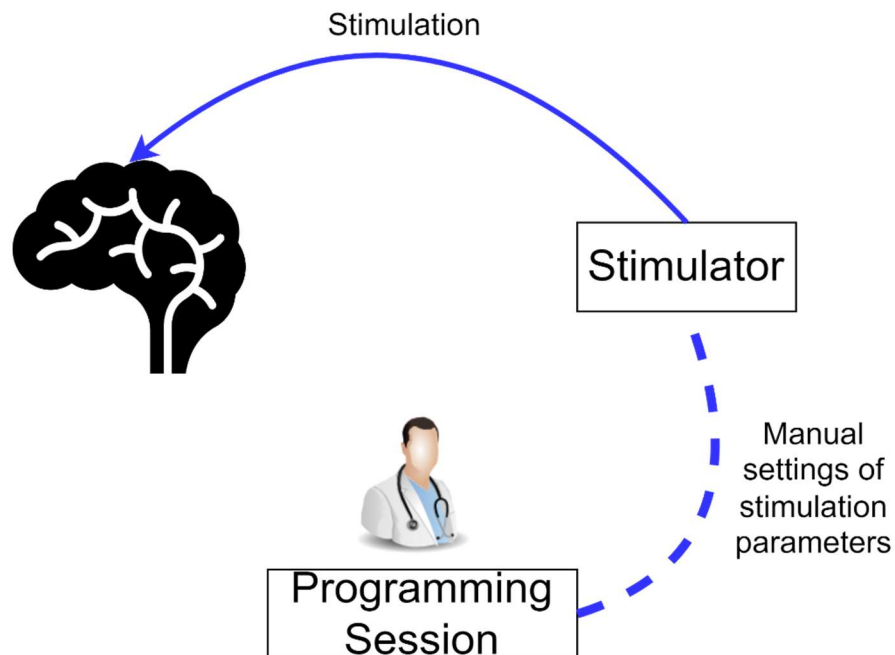 Stimulation
Stimulator
Manual
settings of
stimulation
parameters
Programming
Session